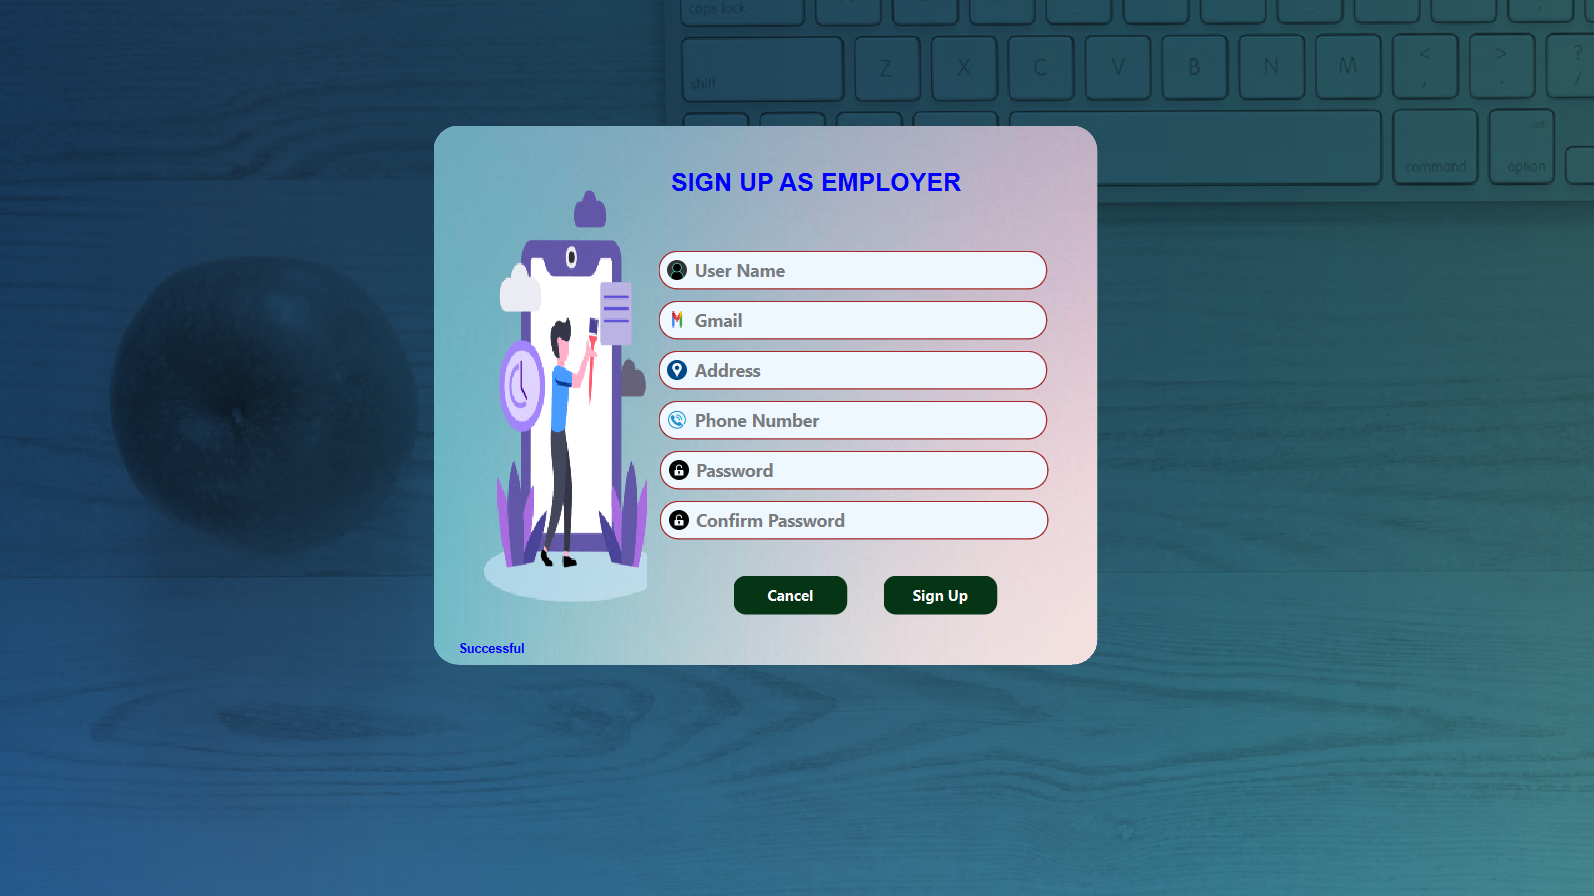 caps lock
shift
Z X C V B N M < > ?
, . /
alt
command option
SIGN UP AS EMPLOYER
User Name
Gmail
Address
Phone Number
Password
Confirm Password
Cancel Sign Up
Successful